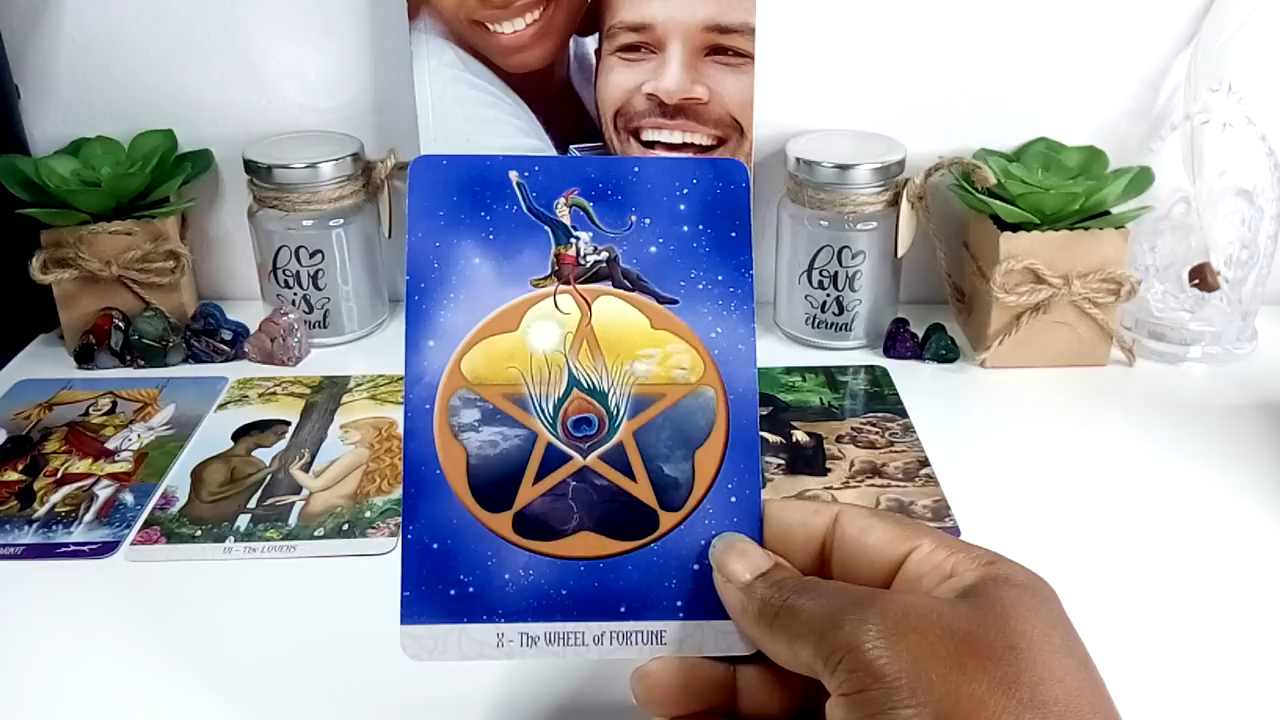 love
is
eternal
love
is
eternal
VI - The LOVERS
X - The WHEEL of FORTUNE